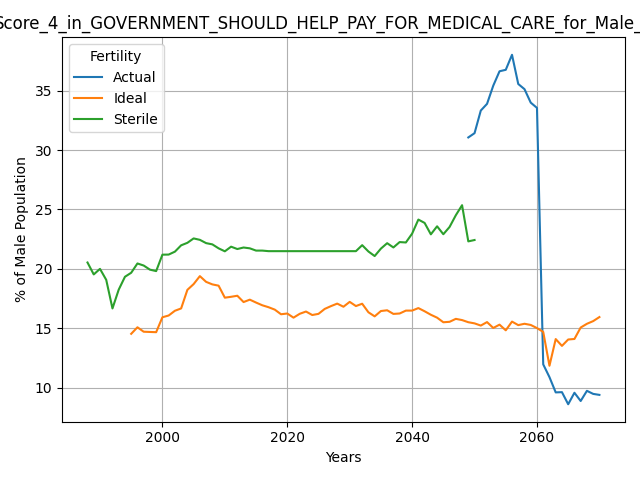 Score_4_in_GOVERNMENT_SHOULD_HELP_PAY_FOR_MEDICAL_CARE_for_Male_
Fertility
Actual
Ideal
Sterile
% of Male Population
35
30
25
20
15
10
2000
2020
2040
2060
Years